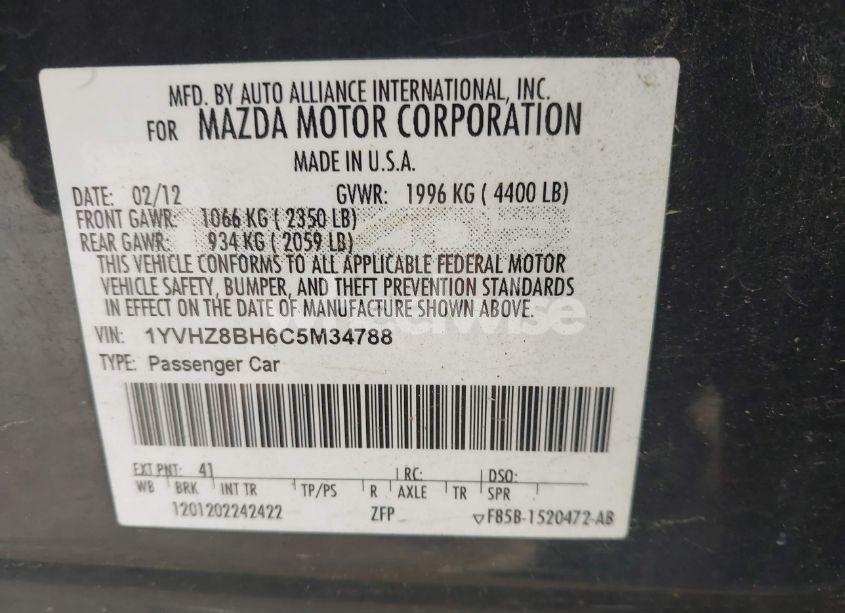 MFD. BY AUTO ALLIANCE INTERNATIONAL, INC.
FOR MAZDA MOTOR CORPORATION
MADE IN U.S.A.
DATE: 02/12 GVWR: 1996 KG ( 4400 LB)
FRONT GAWR: 1066 KG ( 2350 LB)
REAR GAWR: 934 KG ( 2059 LB)
THIS VEHICLE CONFORMS TO ALL APPLICABLE FEDERAL MOTOR
VEHICLE SAFETY, BUMPER, AND THEFT PREVENTION STANDARDS
IN EFFECT ON THE DATE OF MANUFACTURE SHOWN ABOVE.
VIN: 1YVHZ8BH6C5M34788
TYPE: Passenger Car
EXT PNT: 41 RC: DSO:
WB BRK INT TR TP/PS R AXLE TR SPR
1201202242422 ZFP F85B-1520472-AB